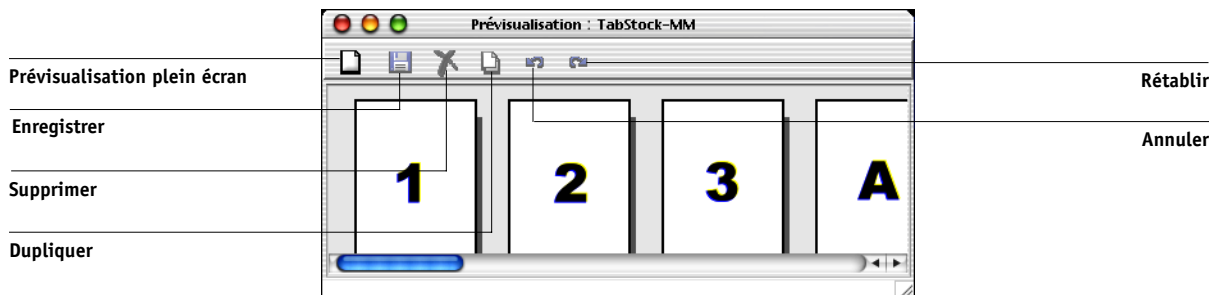 Prévisualisation : TabStock-MM
Prévisualisation plein écran
Rétablir
Enregistrer
Annuler
1 2 3 A
Supprimer
Dupliquer